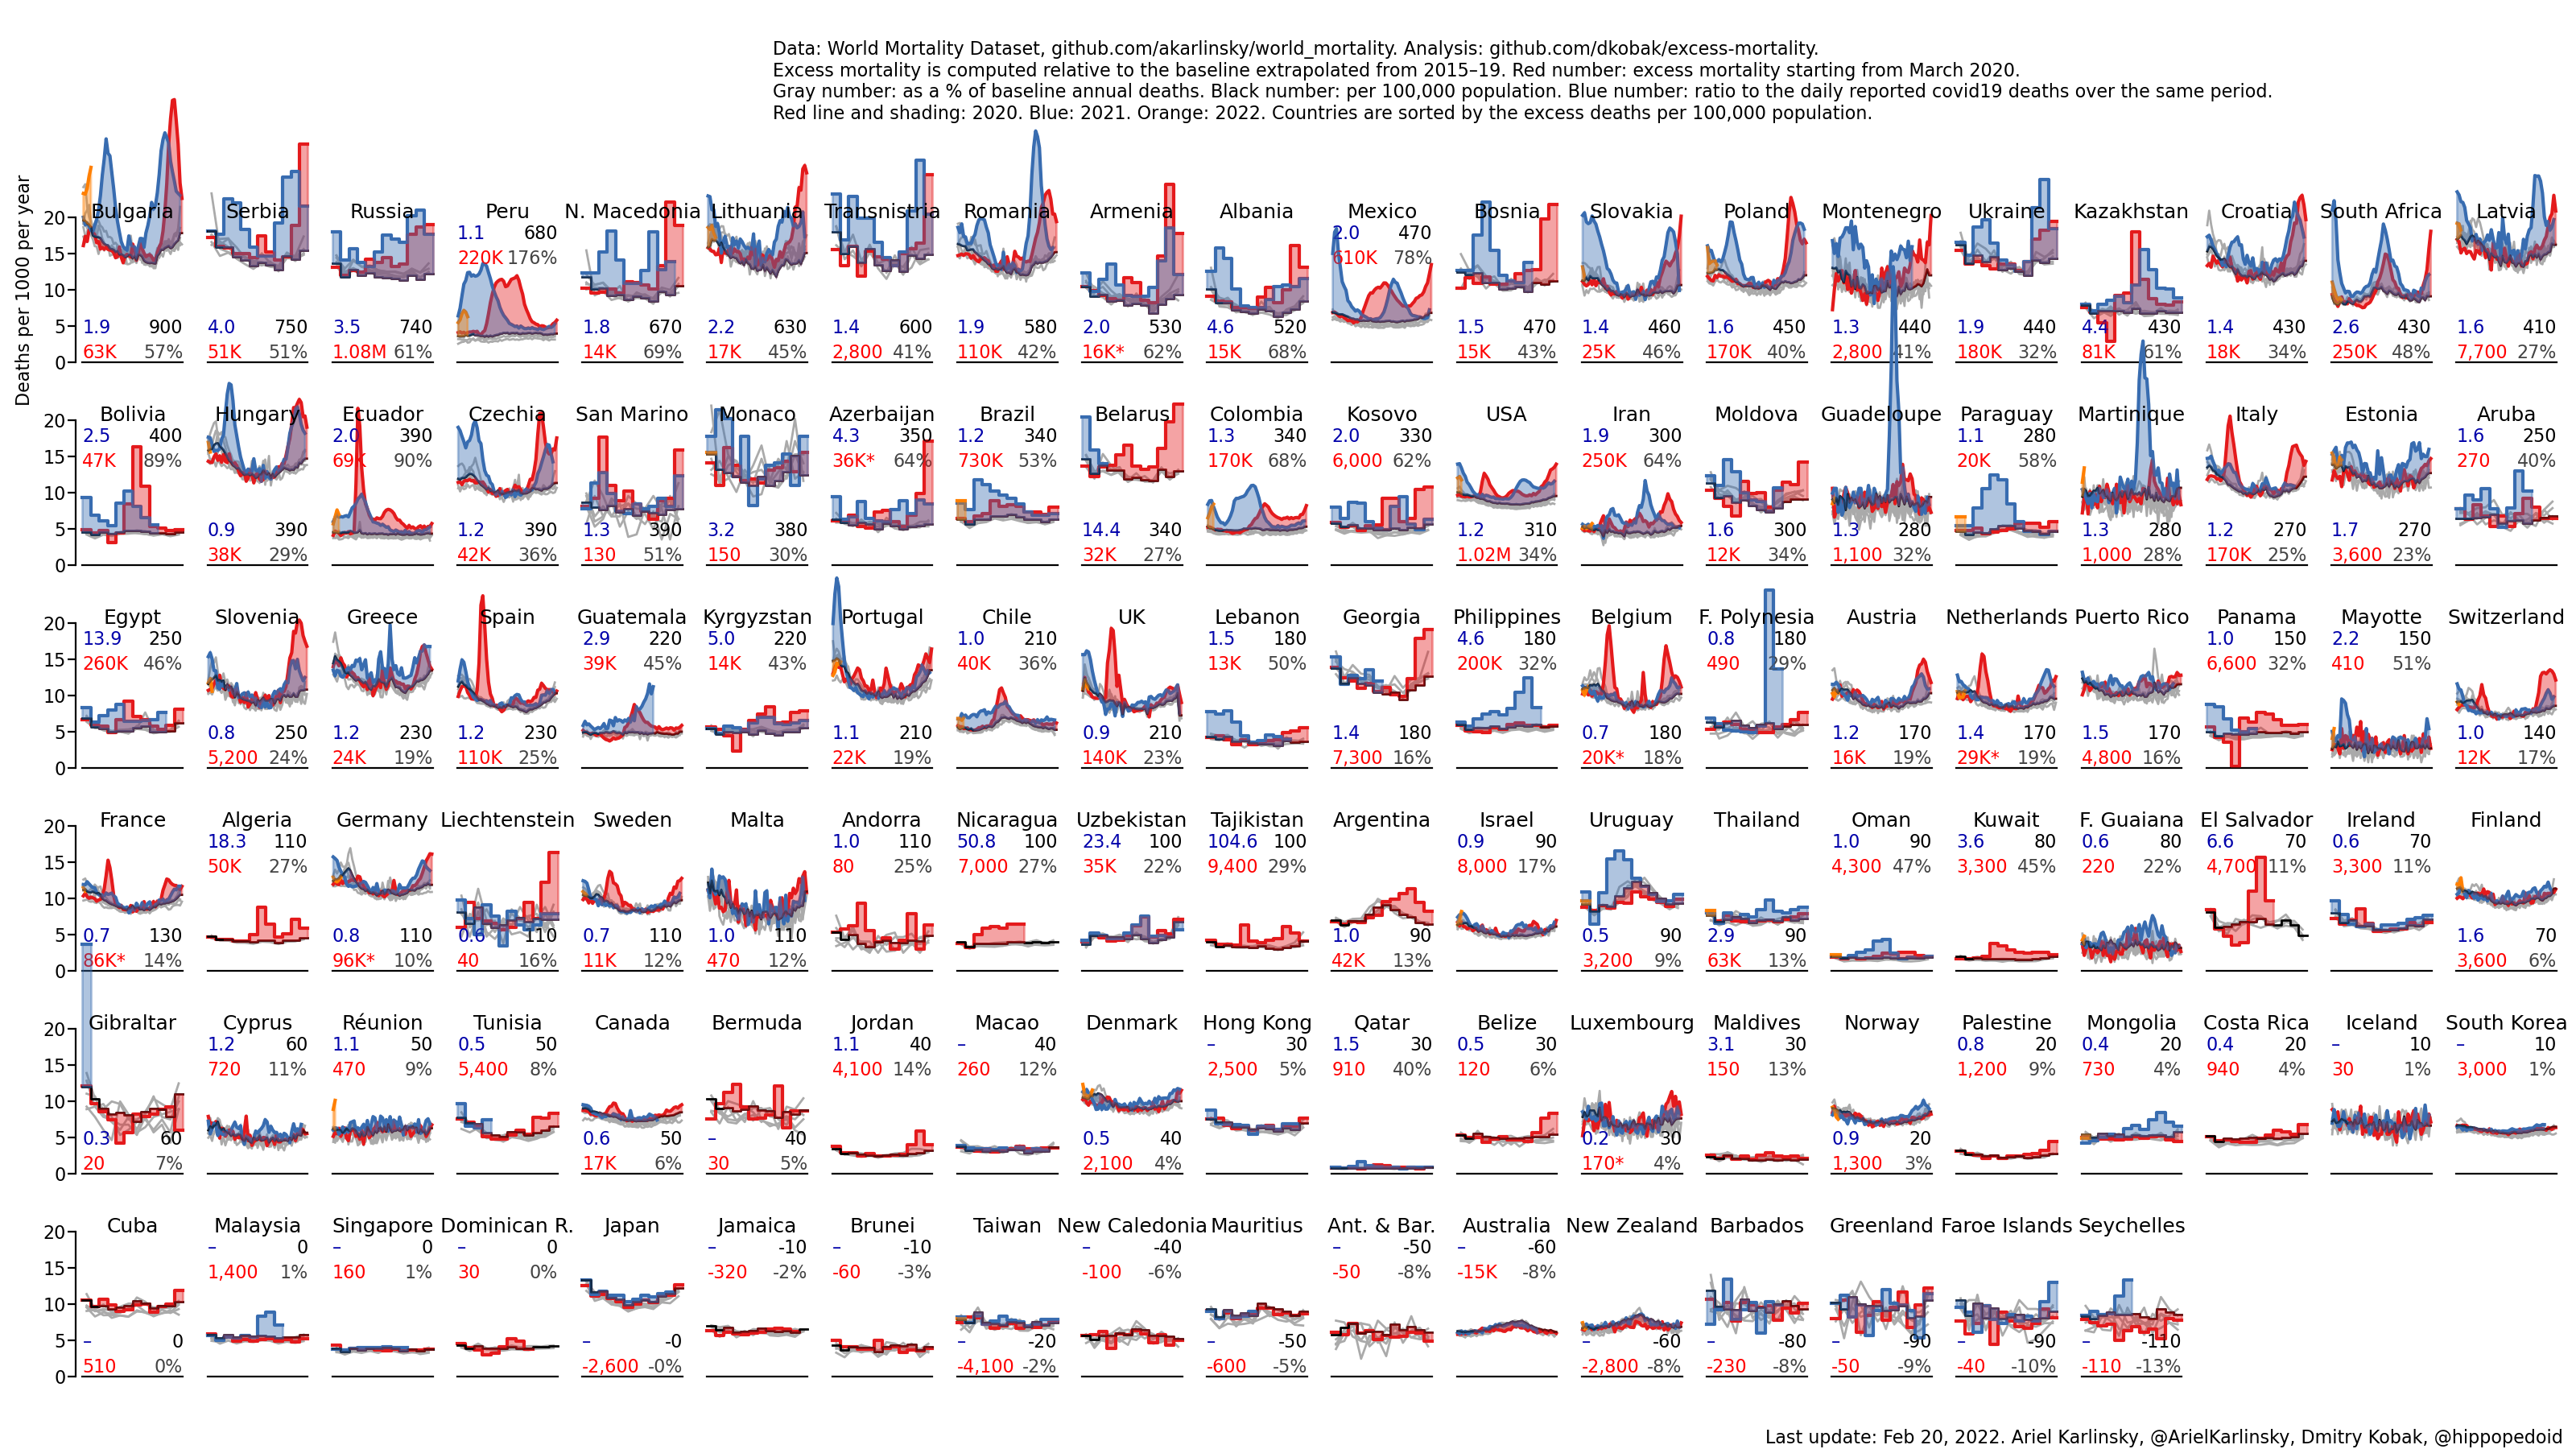 Data: World Mortality Dataset, github.com/akarlinsky/world_mortality. Analysis: github.com/dkobak/excess-mortality.
Excess mortality is computed relative to the baseline extrapolated from 2015–19. Red number: excess mortality starting from March 2020.
Gray number: as a % of baseline annual deaths. Black number: per 100,000 population. Blue number: ratio to the daily reported covid19 deaths over the same period.
Red line and shading: 2020. Blue: 2021. Orange: 2022. Countries are sorted by the excess deaths per 100,000 population.
Deaths per 1000 per year
20
15
10
5
0
Bulgaria
1.9 900
63K 57%
Serbia
4.0 750
51K 51%
Russia
3.5 740
1.08M 61%
Peru
1.1 680
220K 176%
N. Macedonia
1.8 670
14K 69%
Lithuania
2.2 630
17K 45%
Transnistria
1.4 600
2,800 41%
Romania
1.9 580
110K 42%
Armenia
2.0 530
16K* 62%
Albania
4.6 520
15K 68%
Mexico
2.0 470
610K 78%
Bosnia
1.5 470
15K 43%
Slovakia
1.4 460
25K 46%
Poland
1.6 450
170K 40%
Montenegro
1.3 440
2,800 41%
Ukraine
1.9 440
180K 32%
Kazakhstan
4.4 430
81K 61%
Croatia
1.4 430
18K 34%
South Africa
2.6 430
250K 48%
Latvia
1.6 410
7,700 27%
20
15
10
5
0
Bolivia
2.5 400
47K 89%
Hungary
0.9 390
38K 29%
Ecuador
2.0 390
69K 90%
Czechia
1.2 390
42K 36%
San Marino
1.3 390
130 51%
Monaco
3.2 380
150 30%
Azerbaijan
4.3 350
36K* 64%
Brazil
1.2 340
730K 53%
Belarus
14.4 340
32K 27%
Colombia
1.3 340
170K 68%
Kosovo
2.0 330
6,000 62%
USA
1.2 310
1.02M 34%
Iran
1.9 300
250K 64%
Moldova
1.6 300
12K 34%
Guadeloupe
1.3 280
1,100 32%
Paraguay
1.1 280
20K 58%
Martinique
1.3 280
1,000 28%
Italy
1.2 270
170K 25%
Estonia
1.7 270
3,600 23%
Aruba
1.6 250
270 40%
20
15
10
5
0
Egypt
13.9 250
260K 46%
Slovenia
0.8 250
5,200 24%
Greece
1.2 230
24K 19%
Spain
1.2 230
110K 25%
Guatemala
2.9 220
39K 45%
Kyrgyzstan
5.0 220
14K 43%
Portugal
1.1 210
22K 19%
Chile
1.0 210
40K 36%
UK
0.9 210
140K 23%
Lebanon
1.5 180
13K 50%
Georgia
1.4 180
7,300 16%
Philippines
4.6 180
200K 32%
Belgium
0.7 180
20K* 18%
F. Polynesia
0.8 180
490 29%
Austria
1.2 170
16K 19%
Netherlands
1.4 170
29K* 19%
Puerto Rico
1.5 170
4,800 16%
Panama
1.0 150
6,600 32%
Mayotte
2.2 150
410 51%
Switzerland
1.0 140
12K 17%
20
15
10
5
0
France
0.7 130
86K* 14%
Algeria
18.3 110
50K 27%
Germany
0.8 110
96K* 10%
Liechtenstein
0.6 110
40 16%
Sweden
0.7 110
11K 12%
Malta
1.0 110
470 12%
Andorra
1.0 110
80 25%
Nicaragua
50.8 100
7,000 27%
Uzbekistan
23.4 100
35K 22%
Tajikistan
104.6 100
9,400 29%
Argentina
1.0 90
42K 13%
Israel
0.9 90
8,000 17%
Uruguay
0.5 90
3,200 9%
Thailand
2.9 90
63K 13%
Oman
1.0 90
4,300 47%
Kuwait
3.6 80
3,300 45%
F. Guaiana
0.6 80
220 22%
El Salvador
6.6 70
4,700 11%
Ireland
0.6 70
3,300 11%
Finland
1.6 70
3,600 6%
20
15
10
5
0
Gibraltar
0.3 60
20 7%
Cyprus
1.2 60
720 11%
Réunion
1.1 50
470 9%
Tunisia
0.5 50
5,400 8%
Canada
0.6 50
17K 6%
Bermuda
– 40
30 5%
Jordan
1.1 40
4,100 14%
Macao
– 40
260 12%
Denmark
0.5 40
2,100 4%
Hong Kong
– 30
2,500 5%
Qatar
1.5 30
910 40%
Belize
0.5 30
120 6%
Luxembourg
0.2 30
170* 4%
Maldives
3.1 30
150 13%
Norway
0.9 20
1,300 3%
Palestine
0.8 20
1,200 9%
Mongolia
0.4 20
730 4%
Costa Rica
0.4 20
940 4%
Iceland
– 10
30 1%
South Korea
– 10
3,000 1%
20
15
10
5
0
Cuba
– 0
510 0%
Malaysia
– 0
1,400 1%
Singapore
– 0
160 1%
Dominican R.
– 0
30 0%
Japan
– -0
-2,600 -0%
Jamaica
– -10
-320 -2%
Brunei
– -10
-60 -3%
Taiwan
– -20
-4,100 -2%
New Caledonia
– -40
-100 -6%
Mauritius
– -50
-600 -5%
Ant. & Bar.
– -50
-50 -8%
Australia
– -60
-15K -8%
New Zealand
– -60
-2,800 -8%
Barbados
– -80
-230 -8%
Greenland
– -90
-50 -9%
Faroe Islands
– -90
-40 -10%
Seychelles
– -110
-110 -13%
Last update: Feb 20, 2022. Ariel Karlinsky, @ArielKarlinsky, Dmitry Kobak, @hippopedoid